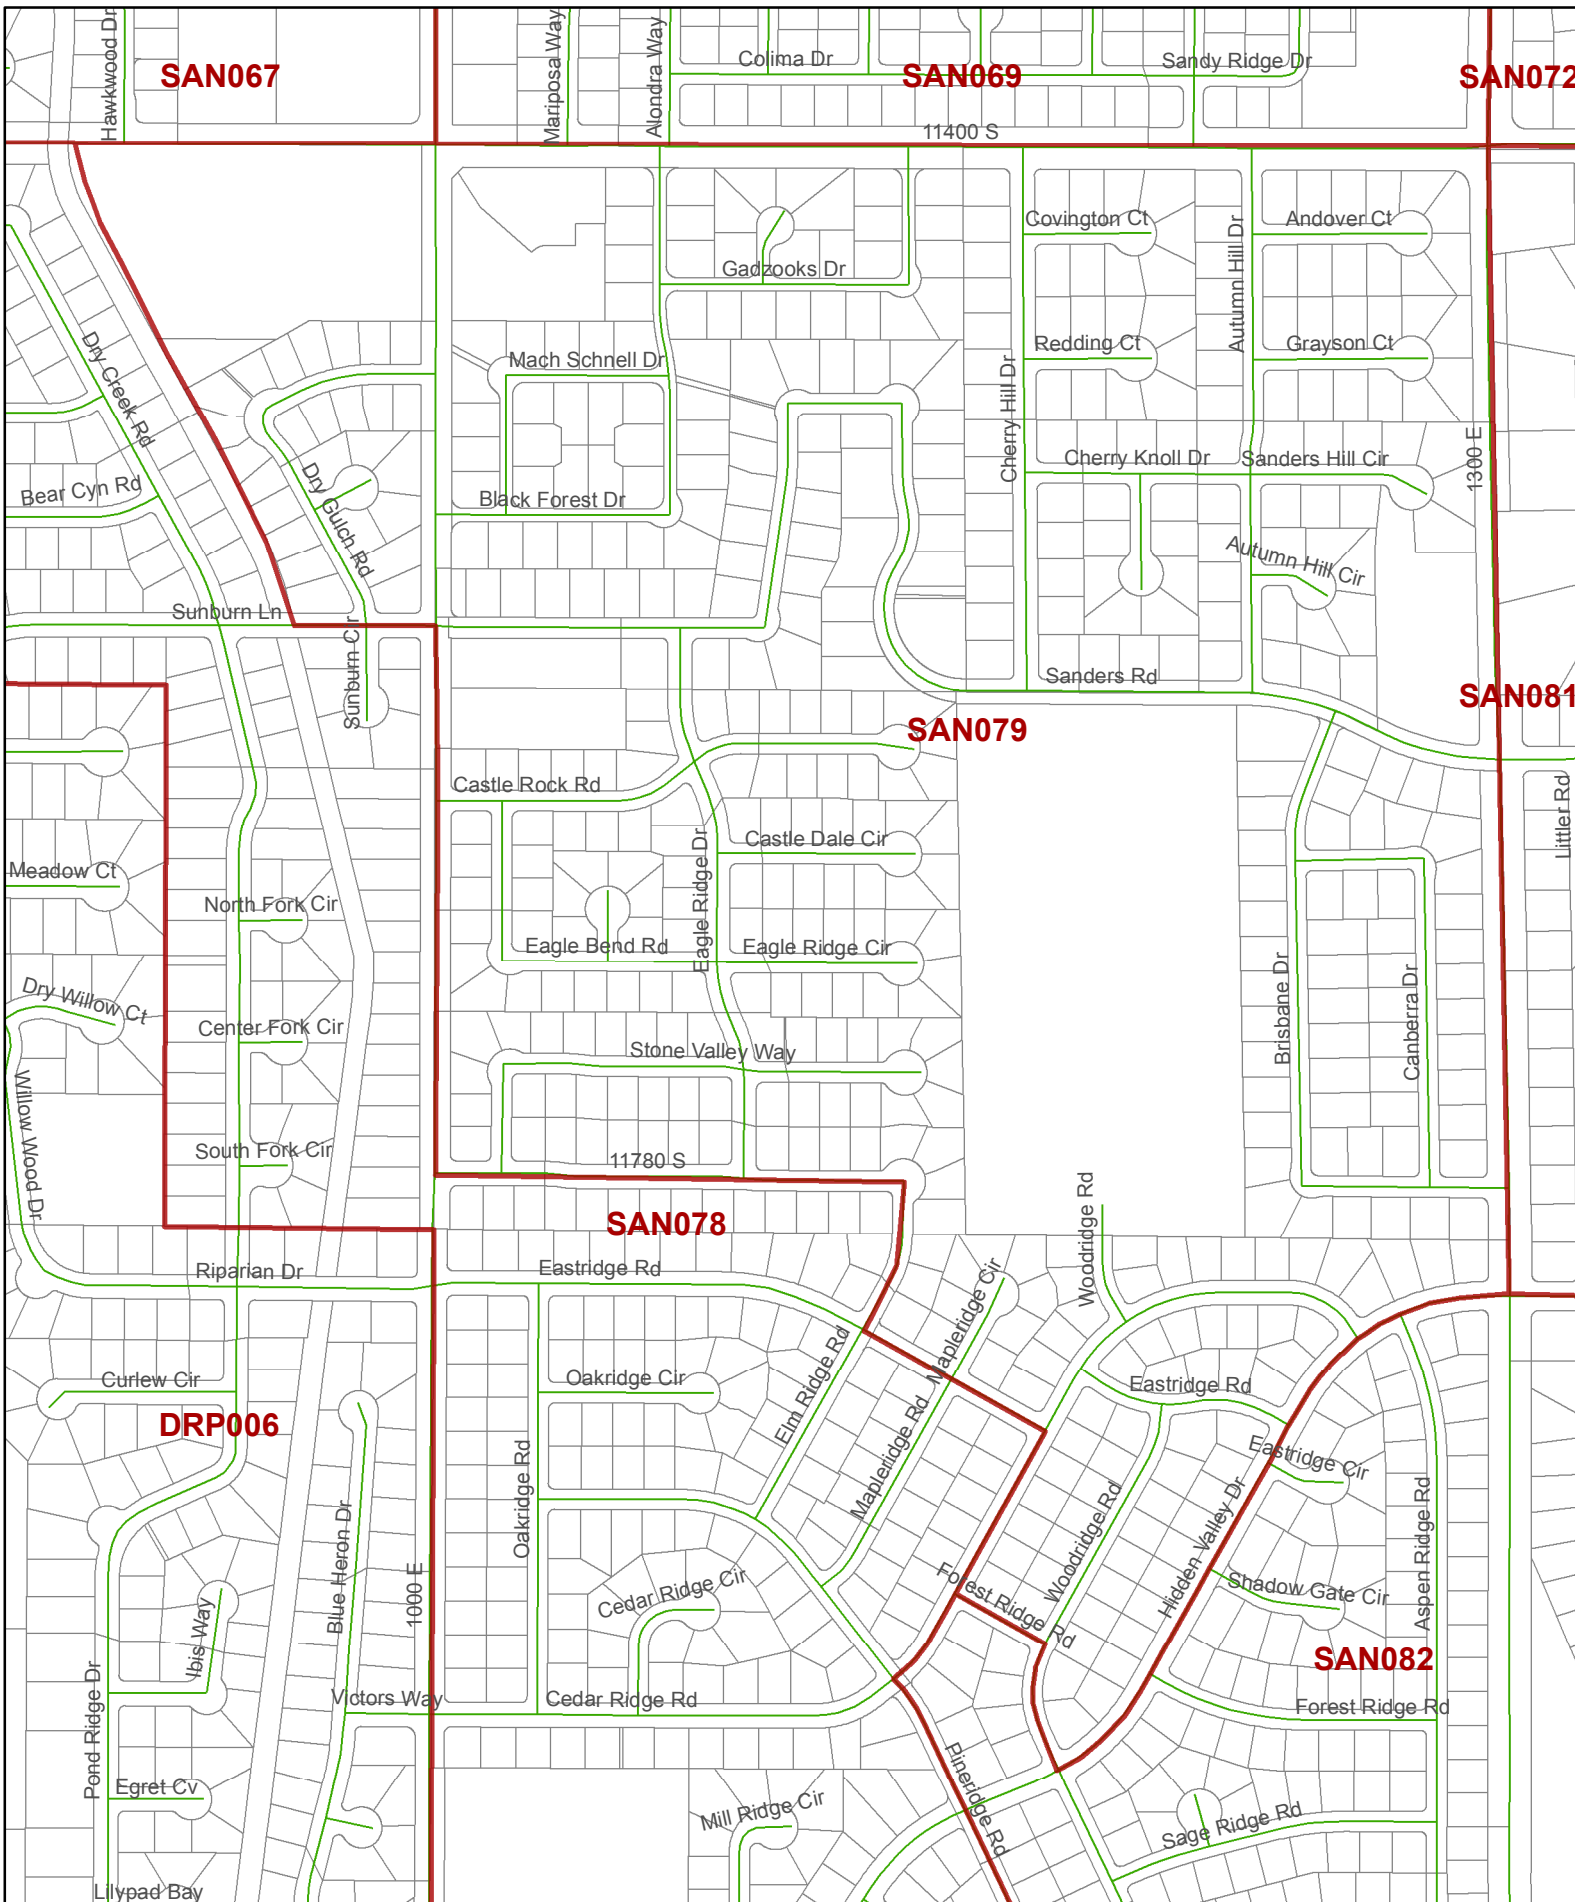 Hawkwood Dr
SAN067
Mariposa Way
Alondra Way
Colima Dr
SAN069
Sandy Ridge Dr
SAN072
11400 S
Covington Ct
Autumn Hill Dr
Andover Ct
Gadzooks Dr
Dry Creek Rd
Mach Schnell Dr
Cherry Hill Dr
Redding Ct
Grayson Ct
Bear Cyn Rd
Dry Gulch Rd
Black Forest Dr
Cherry Knoll Dr
Sanders Hill Cir
1300 E
Autumn Hill Cir
Sunburn Ln
Sunburn Cir
Sanders Rd
SAN079
SAN081
Castle Rock Rd
Eagle Ridge Dr
Castle Dale Cir
Littler Rd
Meadow Ct
North Fork Cir
Eagle Bend Rd
Eagle Ridge Cir
Dry Willow Ct
Center Fork Cir
Brisbane Dr
Canberra Dr
Stone Valley Way
Willow Wood Dr
South Fork Cir
11780 S
SAN078
Woodridge Rd
Riparian Dr
Eastridge Rd
Mapleridge Cir
Curlew Cir
Oakridge Cir
Elm Ridge Rd
Eastridge Rd
DRP006
Mapleridge Rd
Eastridge Cir
Oakridge Rd
Blue Heron Dr
1000 E
Woodridge Rd
Hidden Valley Dr
Aspen Ridge Rd
Cedar Ridge Cir
Forest Ridge Rd
Shadow Gate Cir
Ibis Way
SAN082
Pond Ridge Dr
Victors Way
Cedar Ridge Rd
Forest Ridge Rd
Egret Cv
Mill Ridge Cir
Pineridge Rd
Sage Ridge Rd
Lilypad Bay